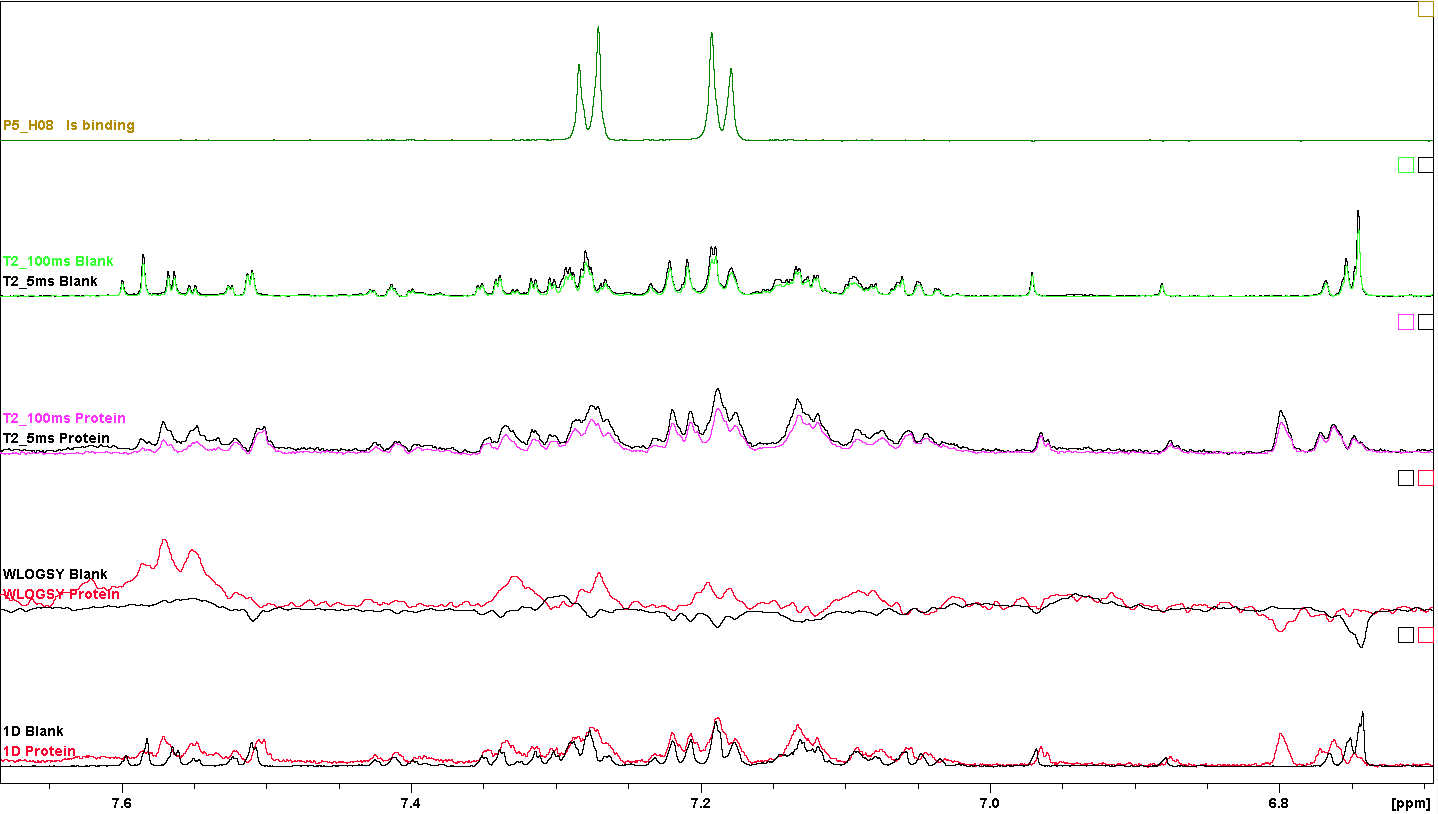 P5_H08 Is binding
T2_100ms Blank
T2_5ms Blank
T2_100ms Protein
T2_5ms Protein
WLOGSY Blank
WLOGSY Protein
1D Blank
1D Protein
7.6 7.4 7.2 7.0 6.8 [ppm]